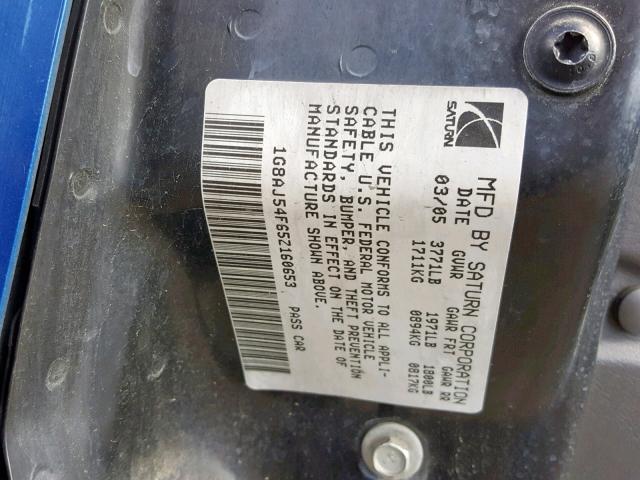 SATURN
MFD BY SATURN CORPORATION
DATE GVWR GAWR FRT GAWR RR
03/05 3771LB 1971LB 1800LB
1711KG 0894KG 0817KG
THIS VEHICLE CONFORMS TO ALL APPLI-
CABLE U.S. FEDERAL MOTOR VEHICLE
SAFETY, BUMPER, AND THEFT PREVENTION
STANDARDS IN EFFECT ON THE DATE OF
MANUFACTURE SHOWN ABOVE.
1G8AJ54F65Z160653 PASS CAR